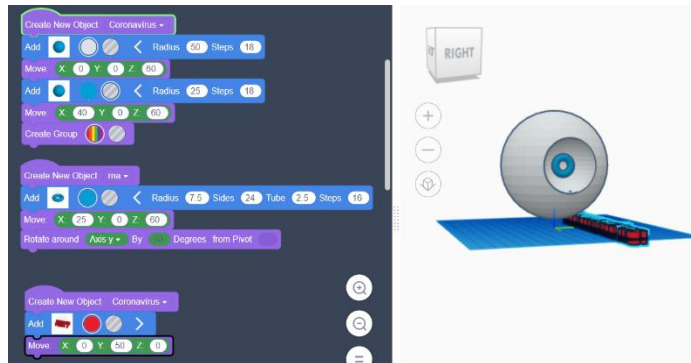 Create New Object Coronavirus
Add Radius 50 Steps 18
Move: X: 0 Y: 0 Z: 60
Add Radius 25 Steps 18
Move: X: 40 Y: 0 Z: 60
Create Group
Create New Object rna
Add Radius 7.5 Sides 24 Tube 2.5 Steps 16
Move: X: 25 Y: 0 Z: 60
Rotate around Axis y By Degrees from Pivot
Create New Object Coronavirus
Add
Move: X: 0 Y: 50 Z: 0
RIGHT